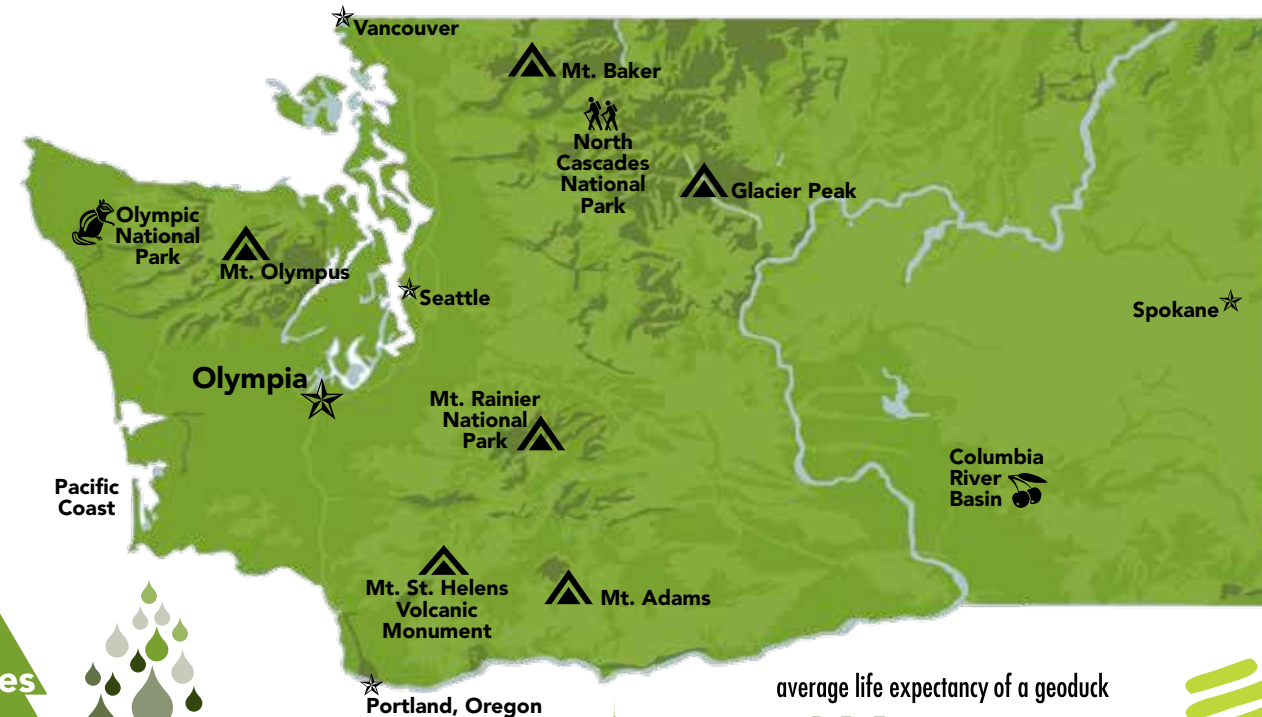 Vancouver
Mt. Baker
North
Cascades
National
Park
Glacier Peak
Olympic
National
Park
Mt. Olympus
Seattle
Spokane
Olympia
Mt. Rainier
National
Park
Columbia
River
Basin
Pacific
Coast
Mt. St. Helens
Volcanic
Monument
Mt. Adams
es
average life expectancy of a geoduck
Portland, Oregon